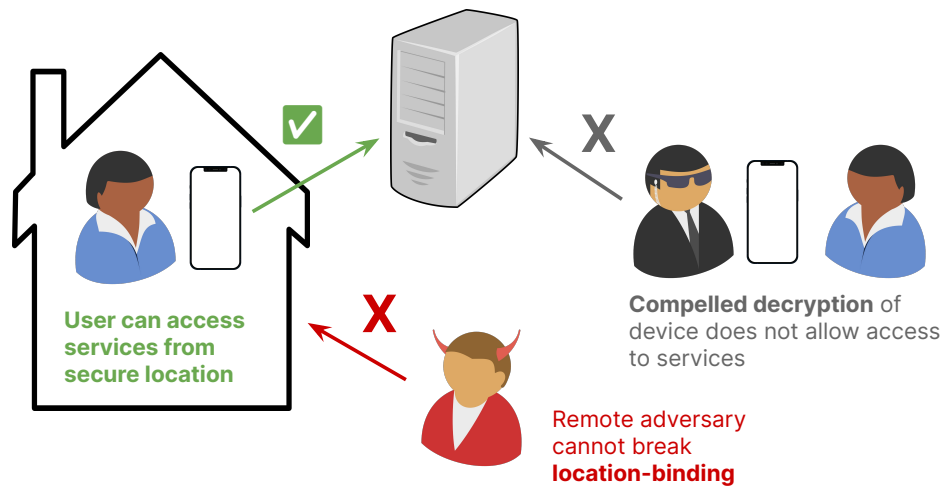 X
Compelled decryption of
device does not allow access
to services
User can access
services from
secure location
X
Remote adversary
cannot break
location-binding